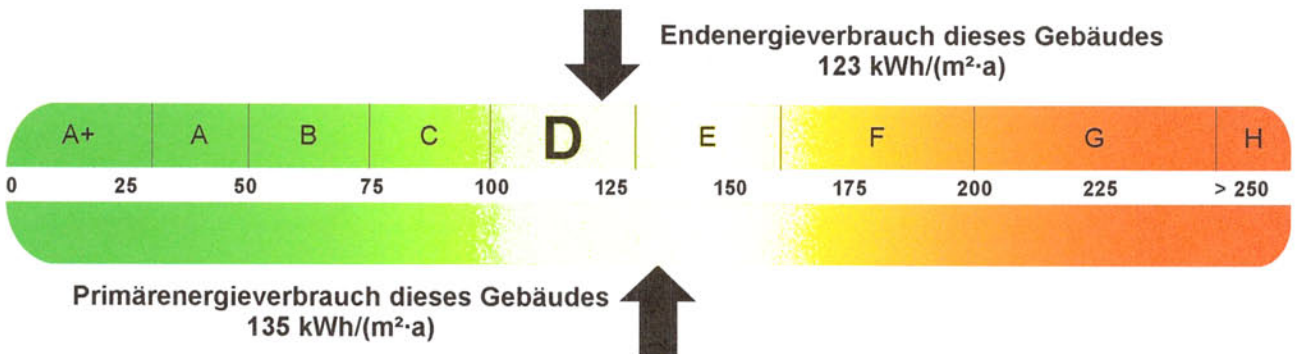 Endenergieverbrauch dieses Gebäudes
123 kWh/(m²·a)
A+ A B C D E F G H
0 25 50 75 100 125 150 175 200 225 > 250
Primärenergieverbrauch dieses Gebäudes
135 kWh/(m²·a)